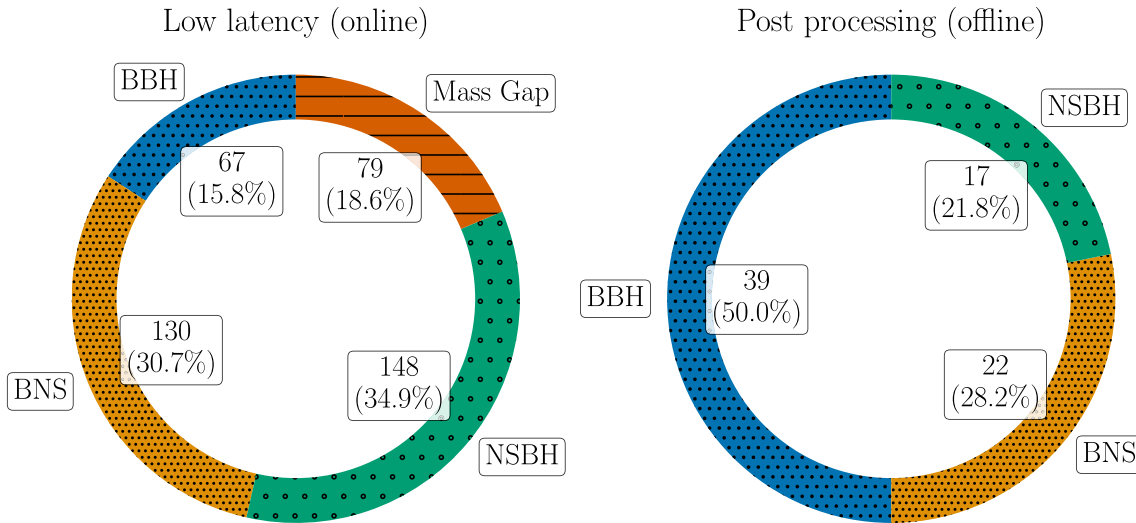 Low latency (online)
BBH
Mass Gap
67
(15.8%)
79
(18.6%)
130
(30.7%)
148
(34.9%)
BNS
NSBH
Post processing (offline)
NSBH
17
(21.8%)
BBH
39
(50.0%)
22
(28.2%)
BNS